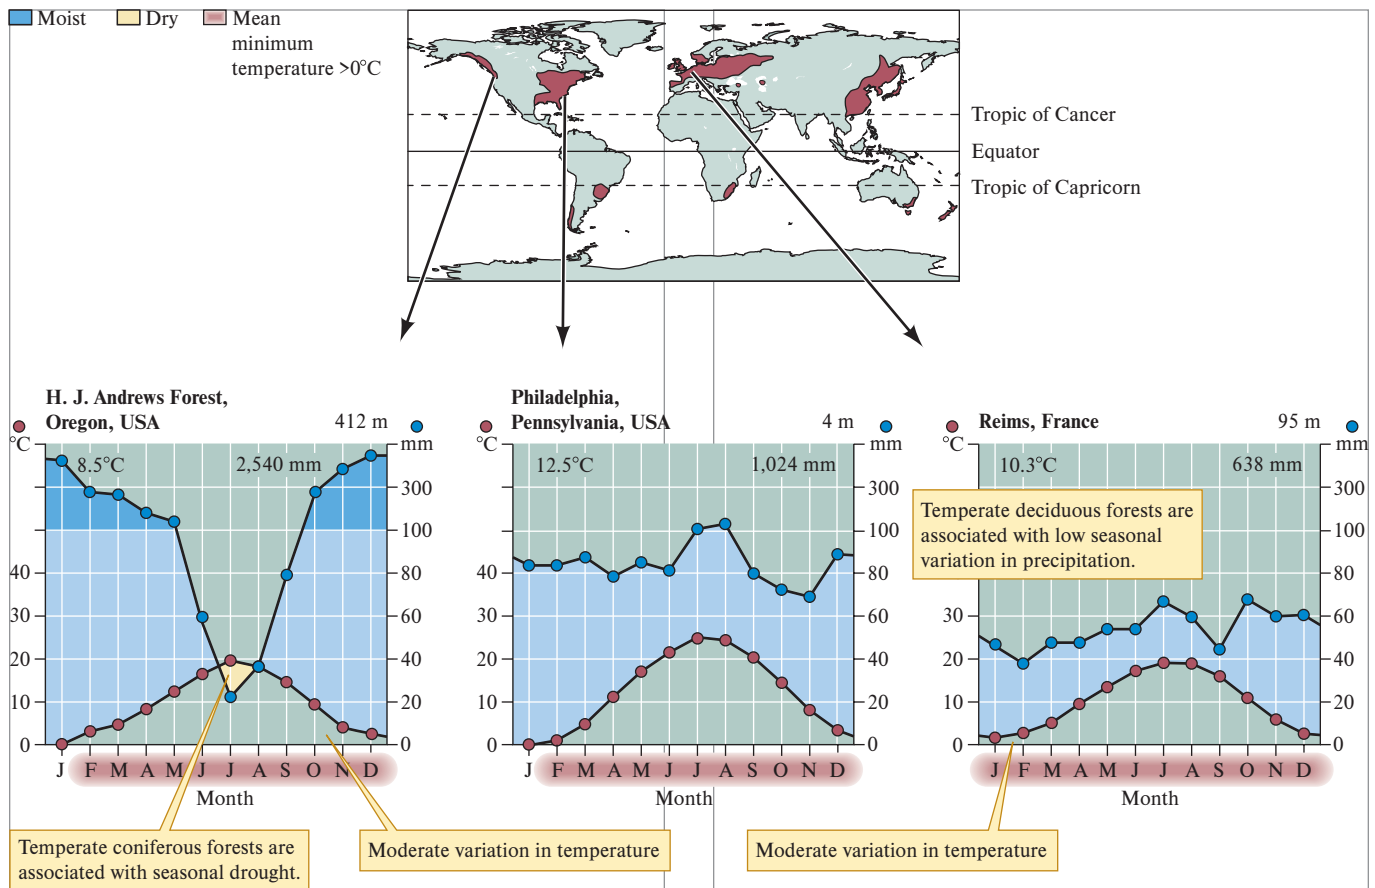 Moist
Dry
Mean
minimum
temperature >0°C
Tropic of Cancer
Equator
Tropic of Capricorn
H. J. Andrews Forest,
Oregon, USA
412 m
°C
mm
8.5°C
2,540 mm
300
100
40
80
30
60
20
40
10
20
0
0
J F M A M J J A S O N D
Month
Philadelphia,
Pennsylvania, USA
4 m
°C
mm
12.5°C
1,024 mm
300
100
40
80
30
60
20
40
10
20
0
0
J F M A M J J A S O N D
Month
Reims, France
95 m
°C
mm
10.3°C
638 mm
300
100
80
30
60
20
40
10
20
0
0
J F M A M J J A S O N D
Month
Temperate deciduous forests are
associated with low seasonal
variation in precipitation.
Temperate coniferous forests are
associated with seasonal drought.
Moderate variation in temperature
Moderate variation in temperature